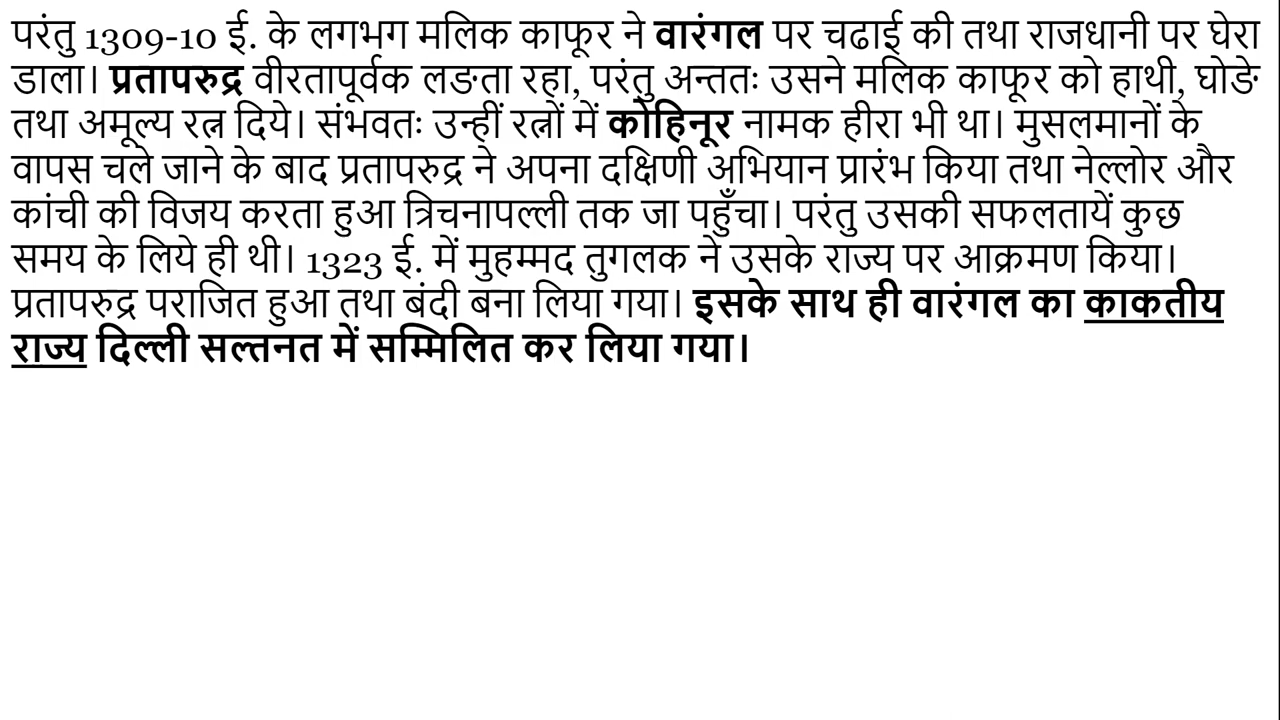 परंतु 1309-10 ई. के लगभग मलिक काफूर ने वारंगल पर चढाई की तथा राजधानी पर घेरा
डाला। प्रतापरुद्र वीरतापूर्वक लडता रहा, परंतु अन्ततः उसने मलिक काफूर को हाथी, घोडे
तथा अमूल्य रत्न दिये। संभवतः उन्हीं रत्नों में कोहिनूर नामक हीरा भी था। मुसलमानों के
वापस चले जाने के बाद प्रतापरुद्र ने अपना दक्षिणी अभियान प्रारंभ किया तथा नेल्लोर और
कांची की विजय करता हुआ त्रिचनापल्ली तक जा पहुँचा। परंतु उसकी सफलतायें कुछ
समय के लिये ही थी। 1323 ई. में मुहम्मद तुगलक ने उसके राज्य पर आक्रमण किया।
प्रतापरुद्र पराजित हुआ तथा बंदी बना लिया गया। इसके साथ ही वारंगल का काकतीय
राज्य दिल्ली सल्तनत में सम्मिलित कर लिया गया।